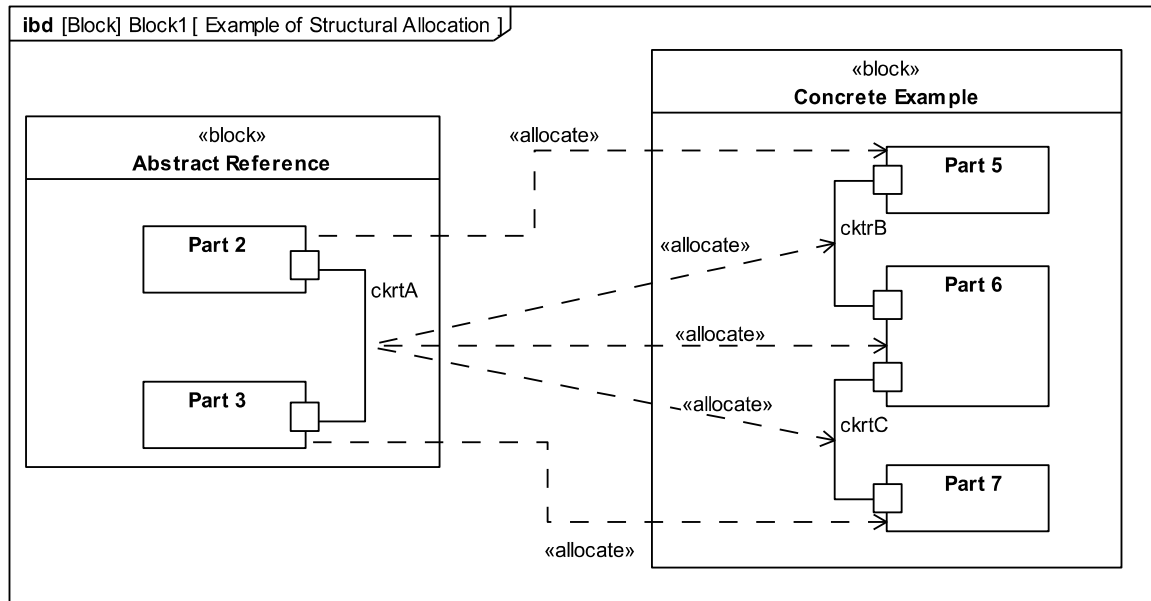 ibd [Block] Block1 [ Example of Structural Allocation ]
«block»
Abstract Reference
Part 2
ckrtA
Part 3
«allocate»
«allocate»
«allocate»
«allocate»
«allocate»
«block»
Concrete Example
Part 5
cktrB
Part 6
ckrtC
Part 7